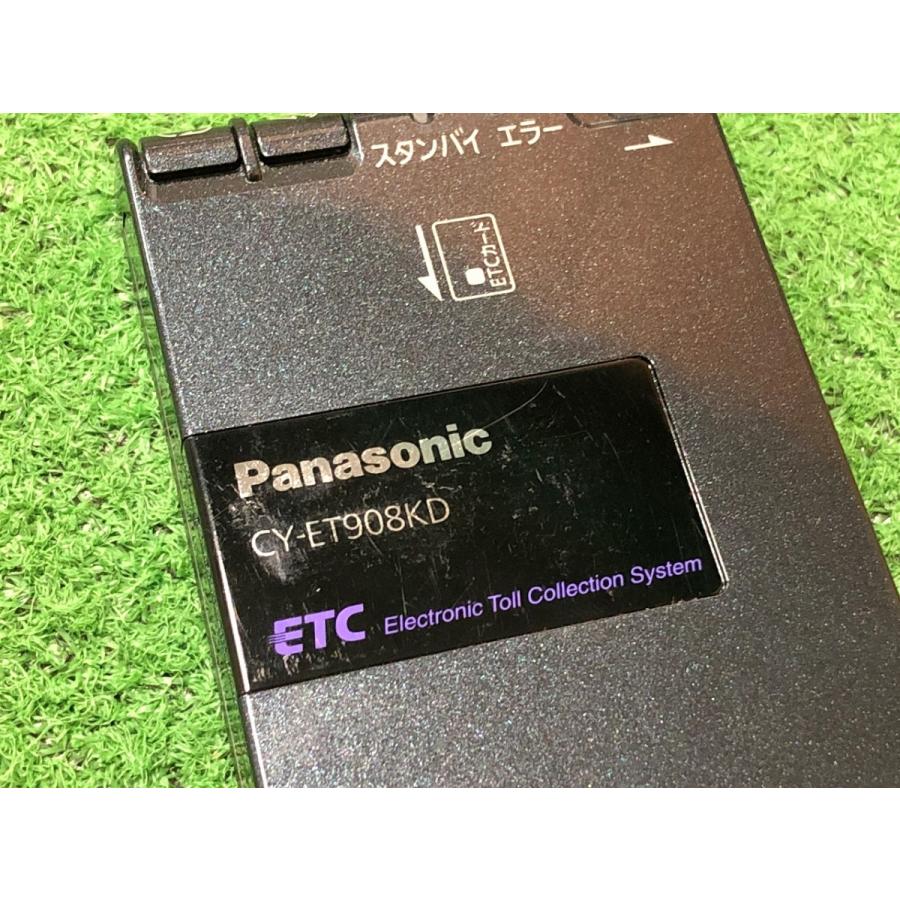 スタンバイ エラー
ETCカード
Panasonic
CY-ET908KD
ETC Electronic Toll Collection System